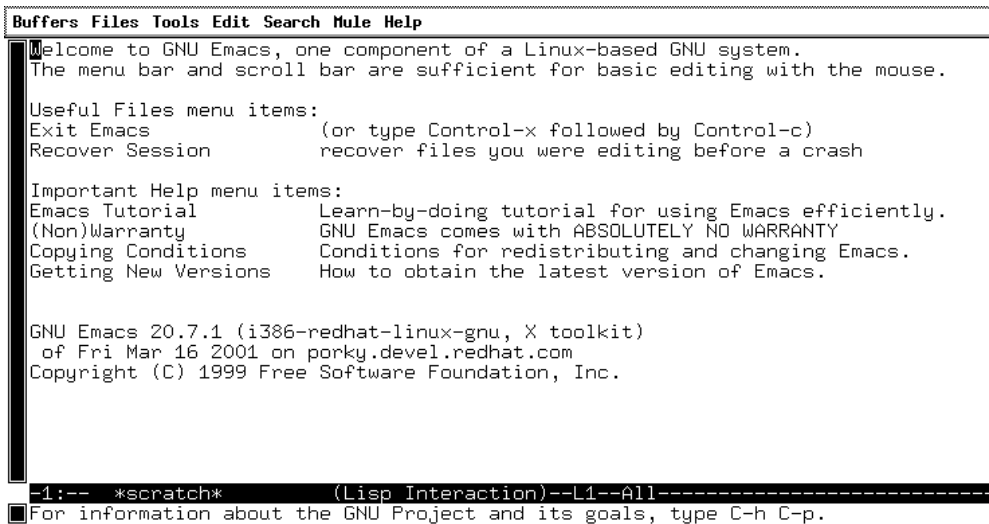 Buffers Files Tools Edit Search Mule Help
Welcome to GNU Emacs, one component of a Linux-based GNU system.
The menu bar and scroll bar are sufficient for basic editing with the mouse.
Useful Files menu items:
Exit Emacs (or type Control-x followed by Control-c)
Recover Session recover files you were editing before a crash
Important Help menu items:
Emacs Tutorial Learn-by-doing tutorial for using Emacs efficiently.
(Non)Warranty GNU Emacs comes with ABSOLUTELY NO WARRANTY
Copying Conditions Conditions for redistributing and changing Emacs.
Getting New Versions How to obtain the latest version of Emacs.
GNU Emacs 20.7.1 (i386-redhat-linux-gnu, X toolkit)
of Fri Mar 16 2001 on porky.devel.redhat.com
Copyright (C) 1999 Free Software Foundation, Inc.
-1:-- *scratch* (Lisp Interaction)--L1--All----------------------------
For information about the GNU Project and its goals, type C-h C-p.